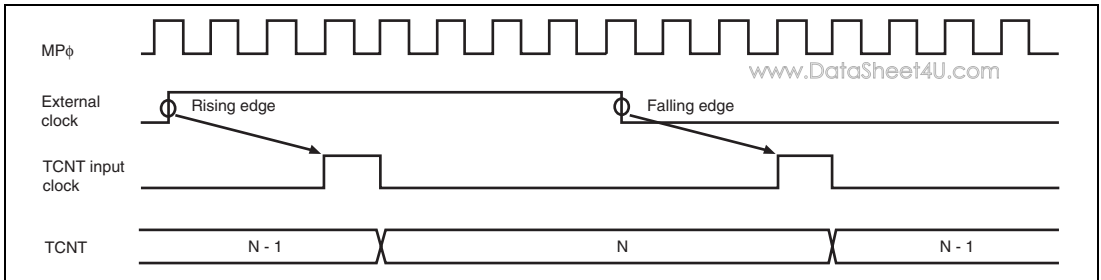 MPϕ
www.DataSheet4U.com
External
clock
Rising edge
Falling edge
TCNT input
clock
TCNT
N - 1
N
N - 1